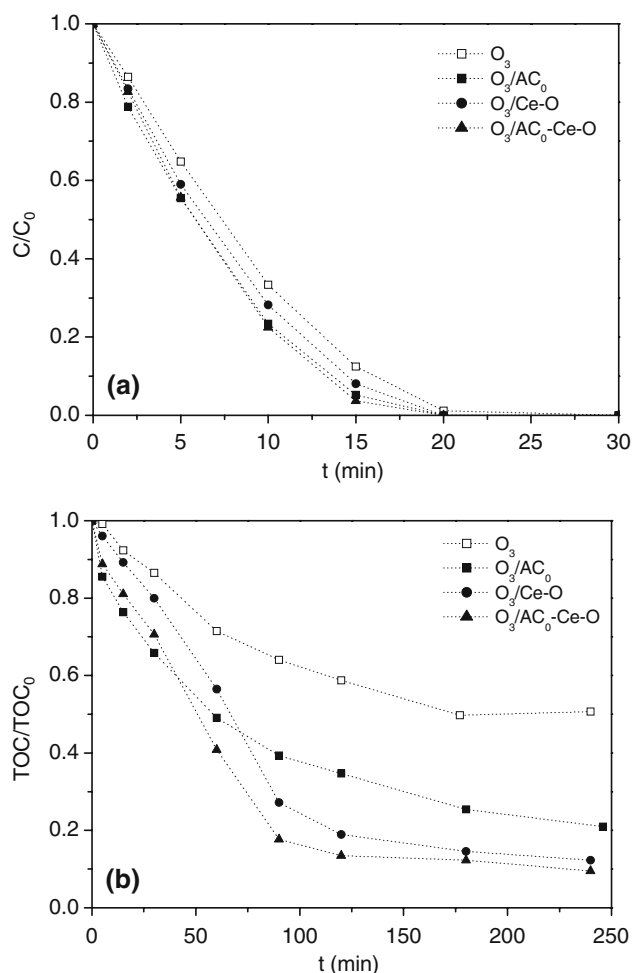 1.0
0.8
0.6
0.4
0.2
0.0
C/C₀
O₃
O₃/AC₀
O₃/Ce-O
O₃/AC₀-Ce-O
(a)
0 5 10 15 20 25 30
t (min)
1.0
0.8
0.6
0.4
0.2
0.0
TOC/TOC₀
O₃
O₃/AC₀
O₃/Ce-O
O₃/AC₀-Ce-O
(b)
0 50 100 150 200 250
t (min)